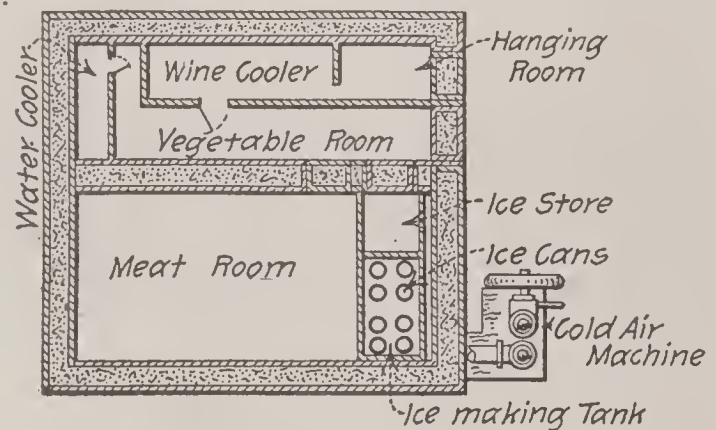 Water Cooler
Wine Cooler
Hanging
Room
Vegetable Room
Ice Store
Meat Room
Ice Cans
Cold Air
Machine
Ice making Tank